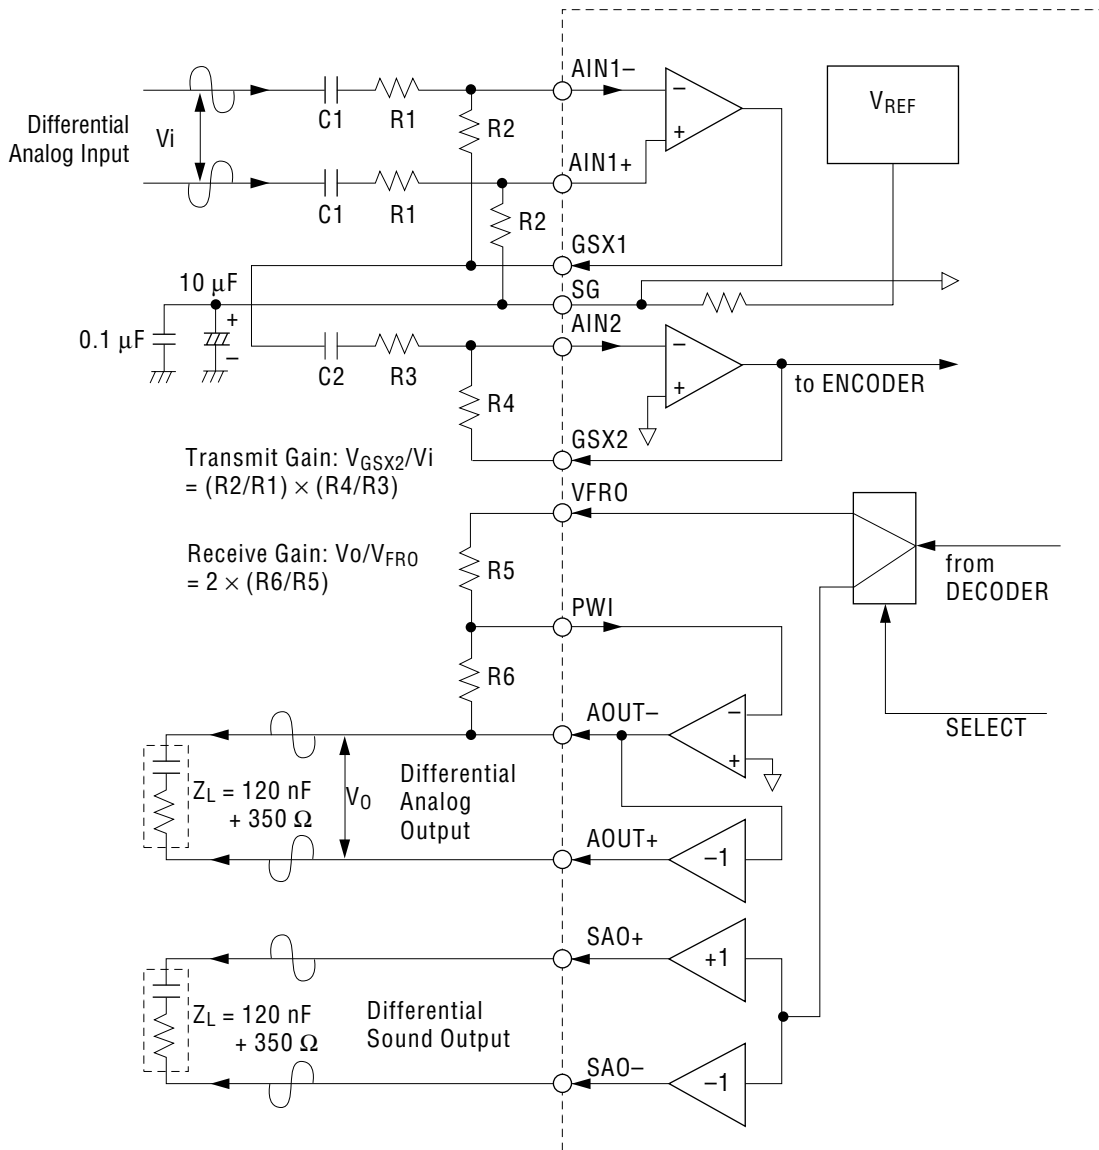 AIN1–
VREF
–
+
C1
R1
R2
Differential
Analog Input
Vi
AIN1+
C1
R1
R2
GSX1
10 µF
SG
+
–
0.1 µF
AIN2
C2
R3
–
+
to ENCODER
R4
GSX2
Transmit Gain: VGSX2/Vi
= (R2/R1) × (R4/R3)
VFRO
Receive Gain: Vo/VFRO
= 2 × (R6/R5)
R5
from
DECODER
PWI
R6
AOUT–
–
+
SELECT
ZL = 120 nF
+ 350 Ω
VO
Differential
Analog
Output
AOUT+
–1
SAO+
+1
ZL = 120 nF
+ 350 Ω
Differential
Sound Output
SAO–
–1